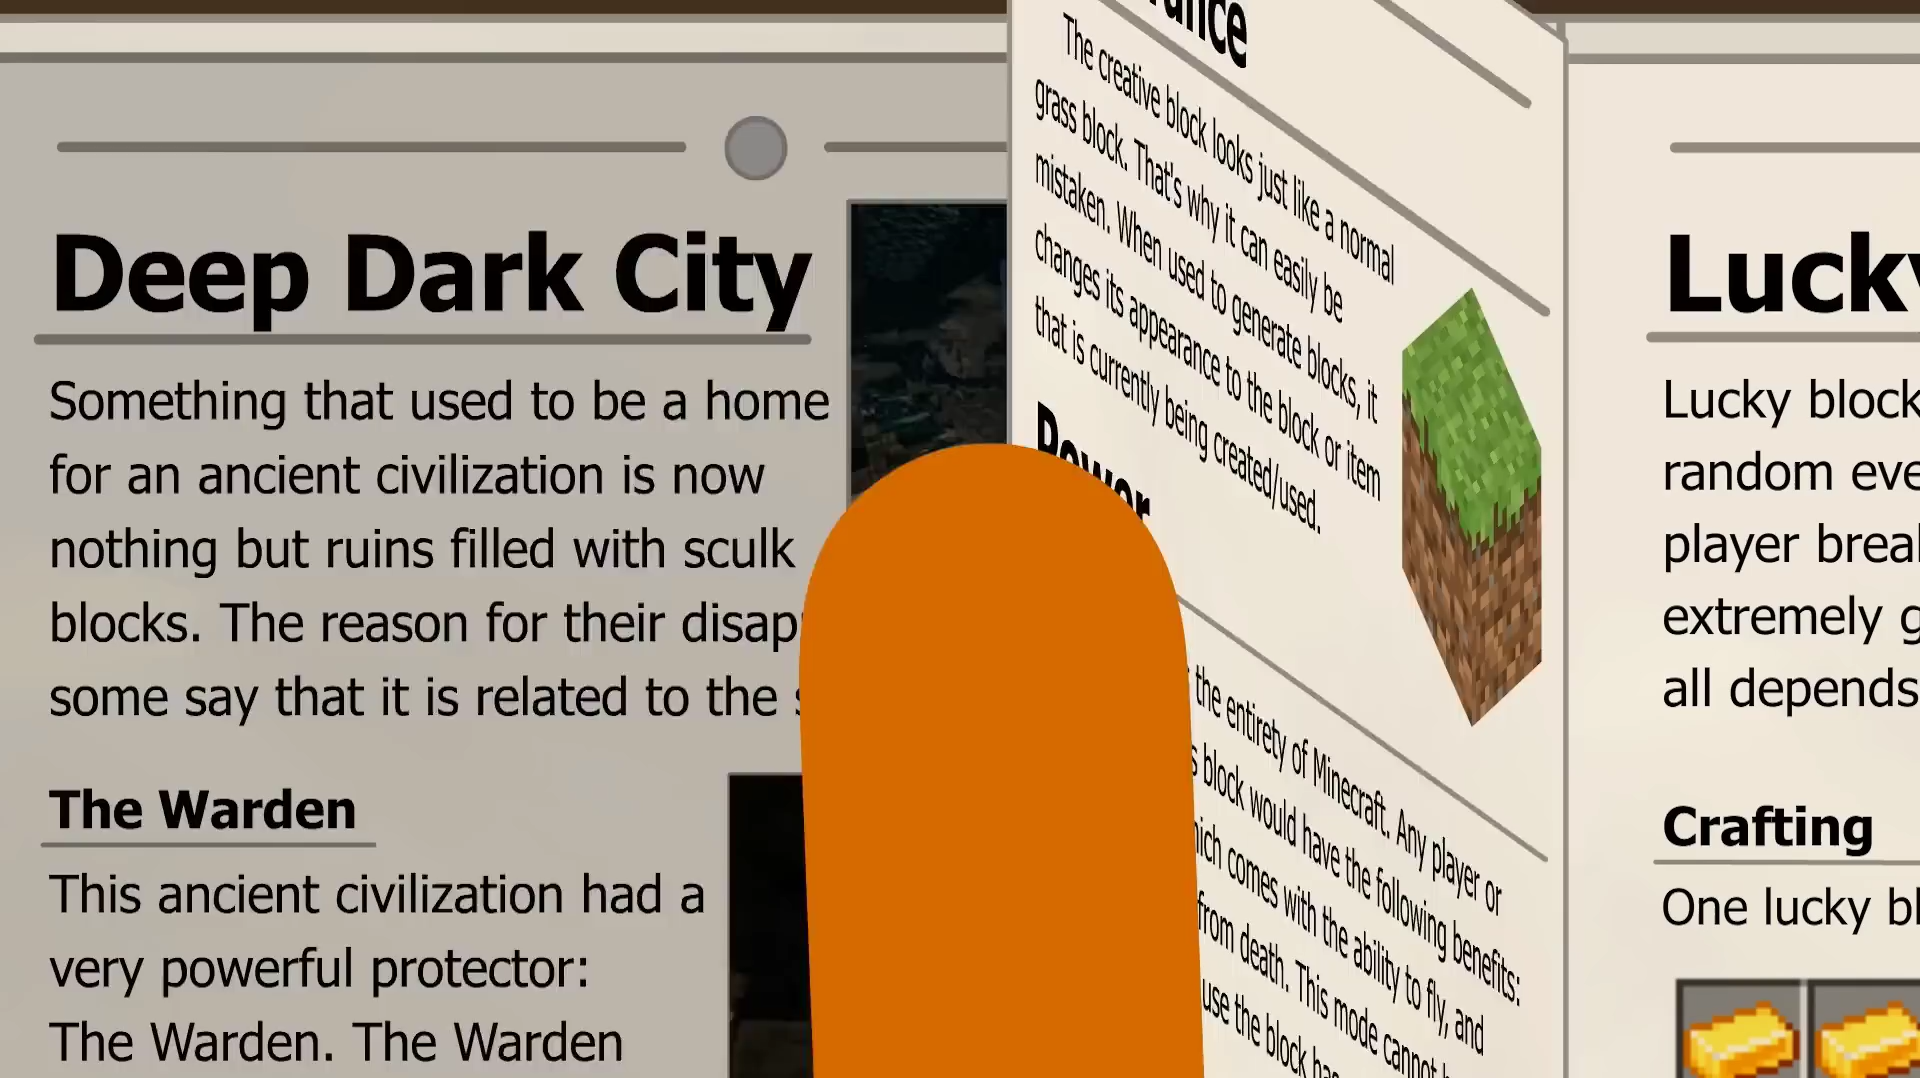 Deep Dark City
Something that used to be a home
for an ancient civilization is now
nothing but ruins filled with sculk
blocks. The reason for their
some say that it is related to the
The Warden
This ancient civilization had a
very powerful protector:
The Warden. The Warden
The creative block looks just like a normal
grass block. That's why it can easily be
mistaken. When used to generate blocks, it
changes its appearance to the block or item
that is currently being created/used.
Power
the entirety of Minecraft. Any player or
block would have the following benefits:
comes with the ability to fly, and
from death. This mode cannot
use the block
Lucky
Lucky block
random
player
extremely
all depends
Crafting
One lucky